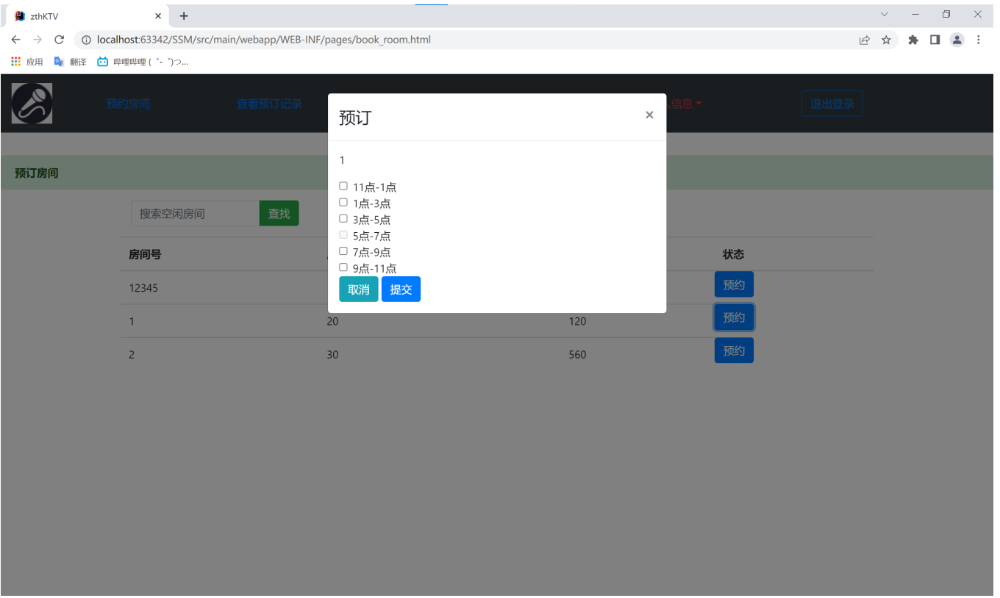 zthKTV
localhost:63342/SSM/src/main/webapp/WEB-INF/pages/book_room.html
应用 翻译 哔哩哔哩 ( ゜- ゜)つ...
预约房间 查看预订记录 人信息 退出登录
预订 ×
1
预订房间
11点-1点
1点-3点
3点-5点
5点-7点
7点-9点
9点-11点
取消 提交
搜索空闲房间 查找
房间号 状态
12345 预约
1 20 120 预约
2 30 560 预约